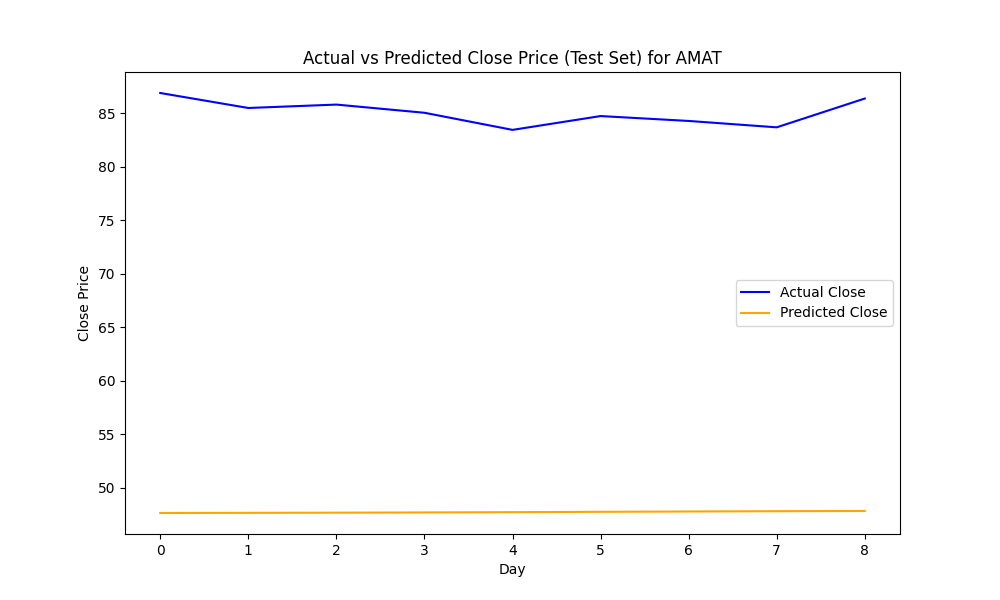 Actual vs Predicted Close Price (Test Set) for AMAT
Close Price
85
80
75
70
65
60
55
50
Actual Close
Predicted Close
0 1 2 3 4 5 6 7 8
Day